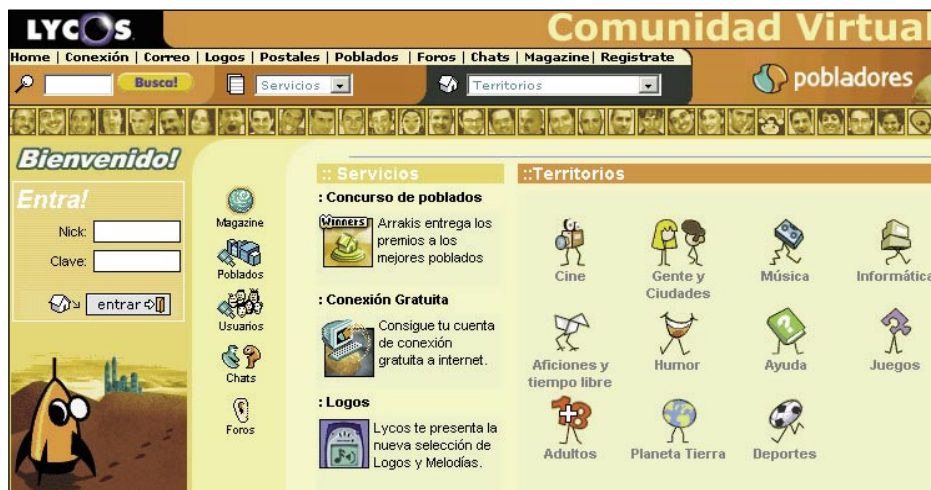 LYCOS
Comunidad Virtual
Home | Conexión | Correo | Logos | Postales | Poblados | Foros | Chats | Magazine | Registrate
Busca!
Servicios
Territorios
pobladores
Bienvenido!
Entra!
Nick:
Clave:
entrar
Magazine
Poblados
Usuarios
Chats
Foros
:: Servicios
: Concurso de poblados
Winners
Arrakis entrega los
premios a los
mejores poblados
: Conexión Gratuita
Consigue tu cuenta
de conexión
gratuita a internet.
: Logos
Lycos te presenta la
nueva selección de
Logos y Melodías.
::Territorios
Cine
Gente y
Ciudades
Música
Informática
Aficiones y
tiempo libre
Humor
Ayuda
Juegos
+18
Adultos
Planeta Tierra
Deportes